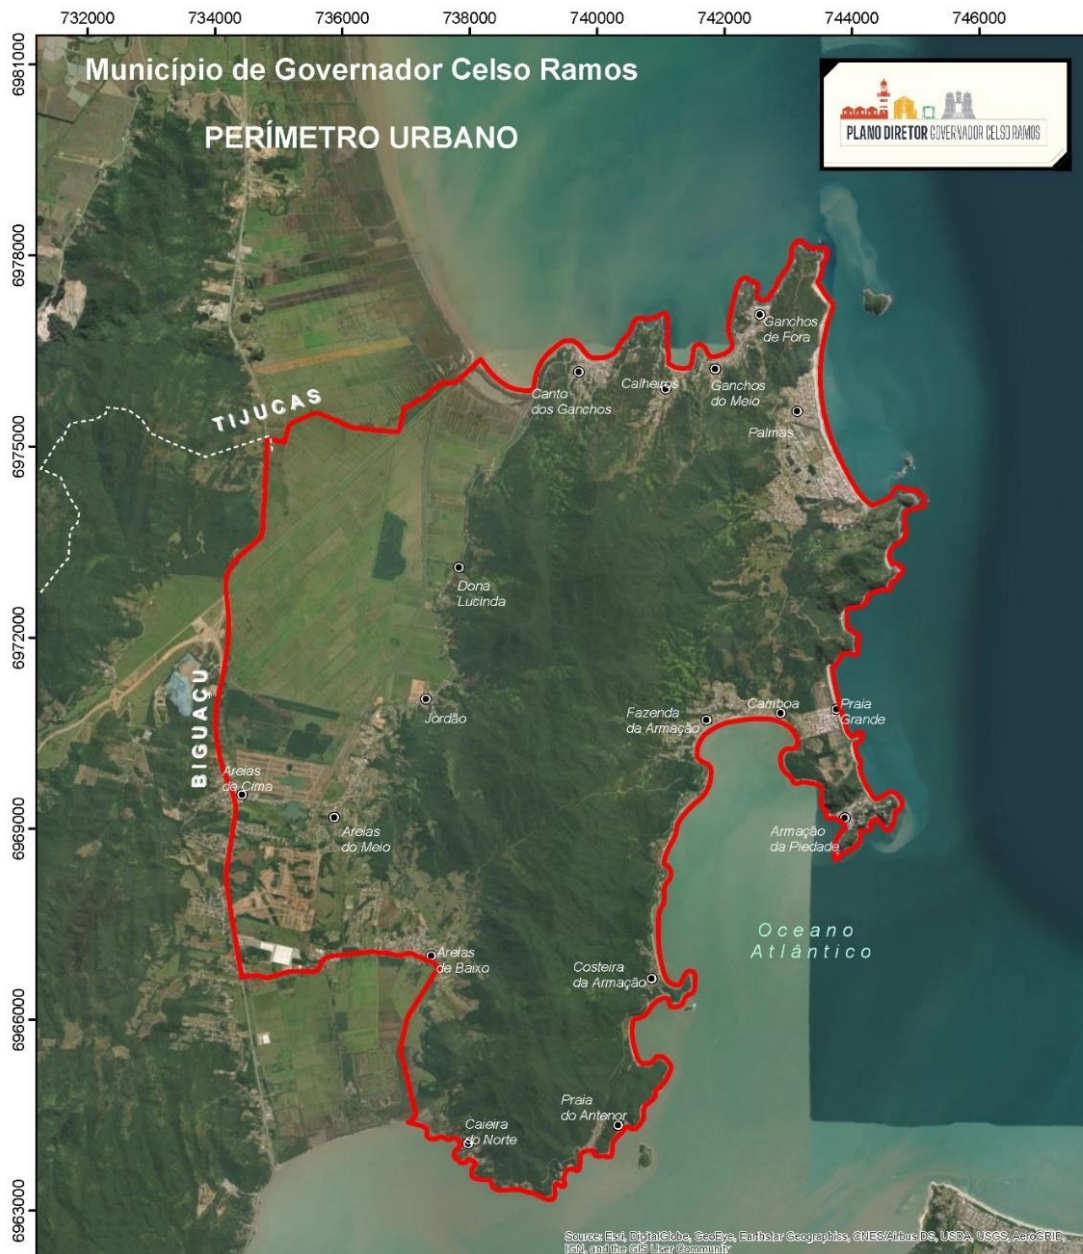 732000 734000 736000 738000 740000 742000 744000 746000
6981000
Município de Governador Celso Ramos
PERÍMETRO URBANO
PLANO DIRETOR GOVERNADOR CELSO RAMOS
6978000
Ganchos
de Fora
Canto
dos Ganchos
Calheiros
Ganchos
do Meio
TIJUCAS
Palmas
6975000
Dona
Lucinda
6972000
BIGUAÇU
Jordão
Fazenda
da Armação
Camboa
Praia
Grande
Areias
de Cima
Areias
do Meio
6969000
Armação
da Piedade
Oceano
Atlântico
Areias
de Baixo
Costeira
da Armação
6966000
Praia
do Antenor
Caieira
do Norte
6963000
Source: Esri, DigitalGlobe, GeoEye, Earthstar Geographics, CNES/Airbus DS, USDA, USGS, AeroGRID,
IGN, and the GIS User Community